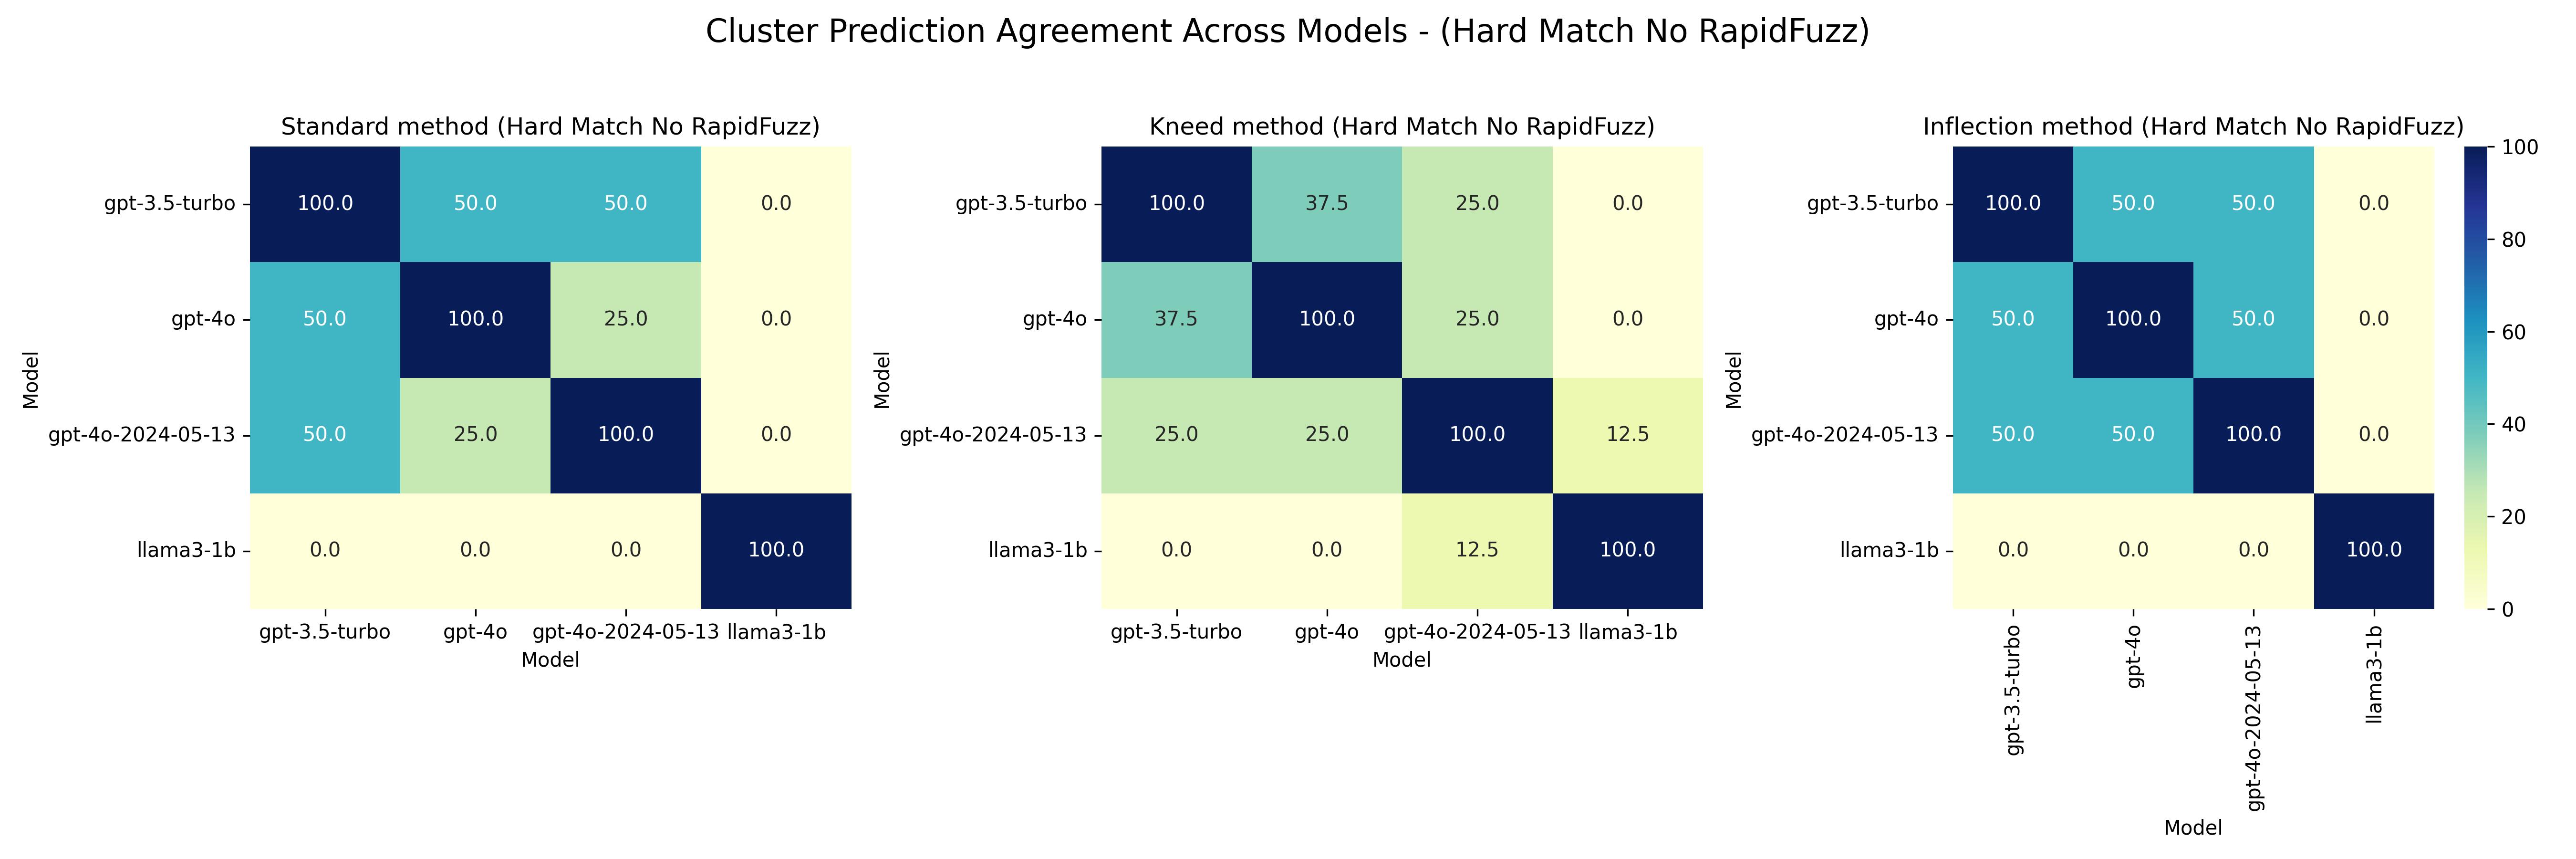 Cluster Prediction Agreement Across Models - (Hard Match No RapidFuzz)
Standard method (Hard Match No RapidFuzz)
Model
gpt-3.5-turbo 100.0 50.0 50.0 0.0
gpt-4o 50.0 100.0 25.0 0.0
gpt-4o-2024-05-13 50.0 25.0 100.0 0.0
llama3-1b 0.0 0.0 0.0 100.0
gpt-3.5-turbo gpt-4o gpt-4o-2024-05-13 llama3-1b
Model
Kneed method (Hard Match No RapidFuzz)
Model
gpt-3.5-turbo 100.0 37.5 25.0 0.0
gpt-4o 37.5 100.0 25.0 0.0
gpt-4o-2024-05-13 25.0 25.0 100.0 12.5
llama3-1b 0.0 0.0 12.5 100.0
gpt-3.5-turbo gpt-4o gpt-4o-2024-05-13 llama3-1b
Model
Inflection method (Hard Match No RapidFuzz)
Model
gpt-3.5-turbo 100.0 50.0 50.0 0.0
gpt-4o 50.0 100.0 50.0 0.0
gpt-4o-2024-05-13 50.0 50.0 100.0 0.0
llama3-1b 0.0 0.0 0.0 100.0
gpt-3.5-turbo
gpt-4o
gpt-4o-2024-05-13
llama3-1b
Model
100
80
60
40
20
0